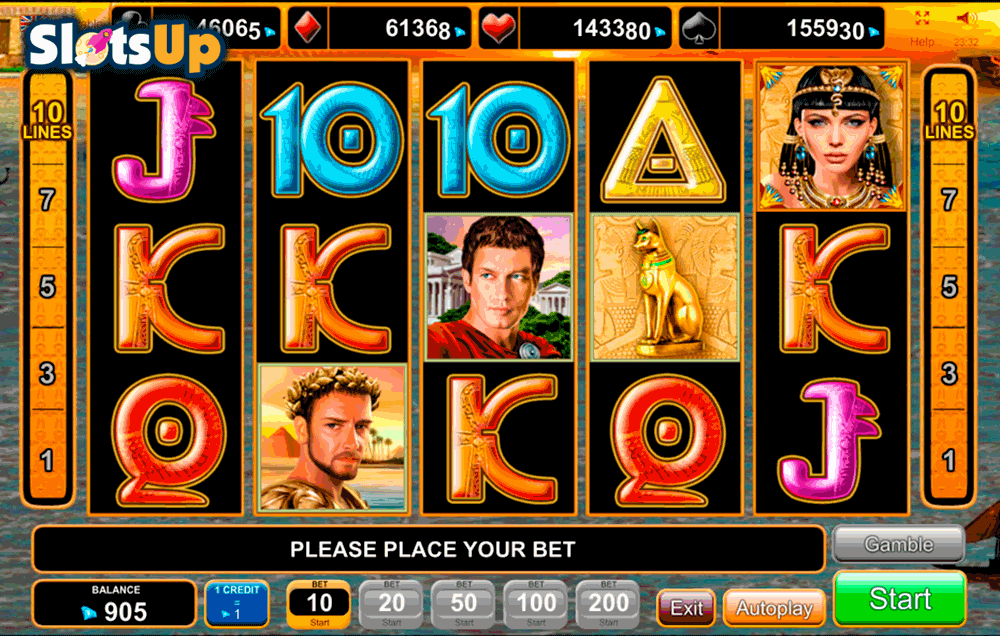 SlotsUp
61368
143380
155930
Help 23:32
10
LINES
7
5
3
1
J 10 10 A
K K K
Q K Q J
10
LINES
7
5
3
1
PLEASE PLACE YOUR BET
Gamble
BALANCE
905
1 CREDIT
=
1
BET
10
Start
BET
20
Start
BET
50
Start
BET
100
Start
BET
200
Start
Exit
Autoplay
Start